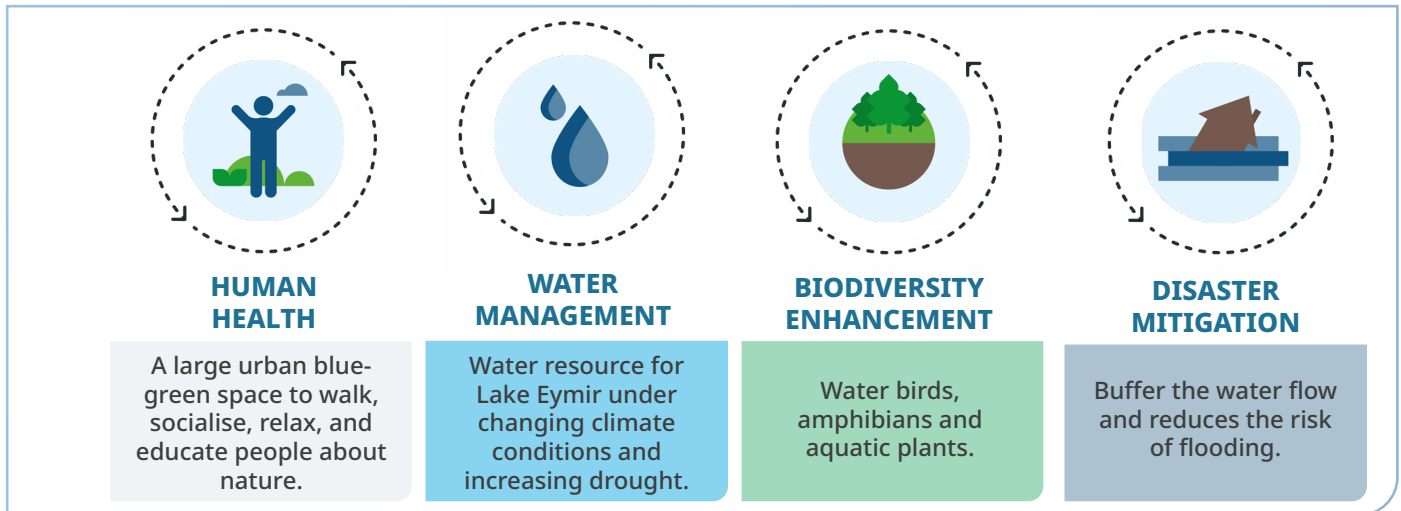 HUMAN
HEALTH
A large urban blue-
green space to walk,
socialise, relax, and
educate people about
nature.
WATER
MANAGEMENT
Water resource for
Lake Eymir under
changing climate
conditions and
increasing drought.
BIODIVERSITY
ENHANCEMENT
Water birds,
amphibians and
aquatic plants.
DISASTER
MITIGATION
Buffer the water flow
and reduces the risk
of flooding.